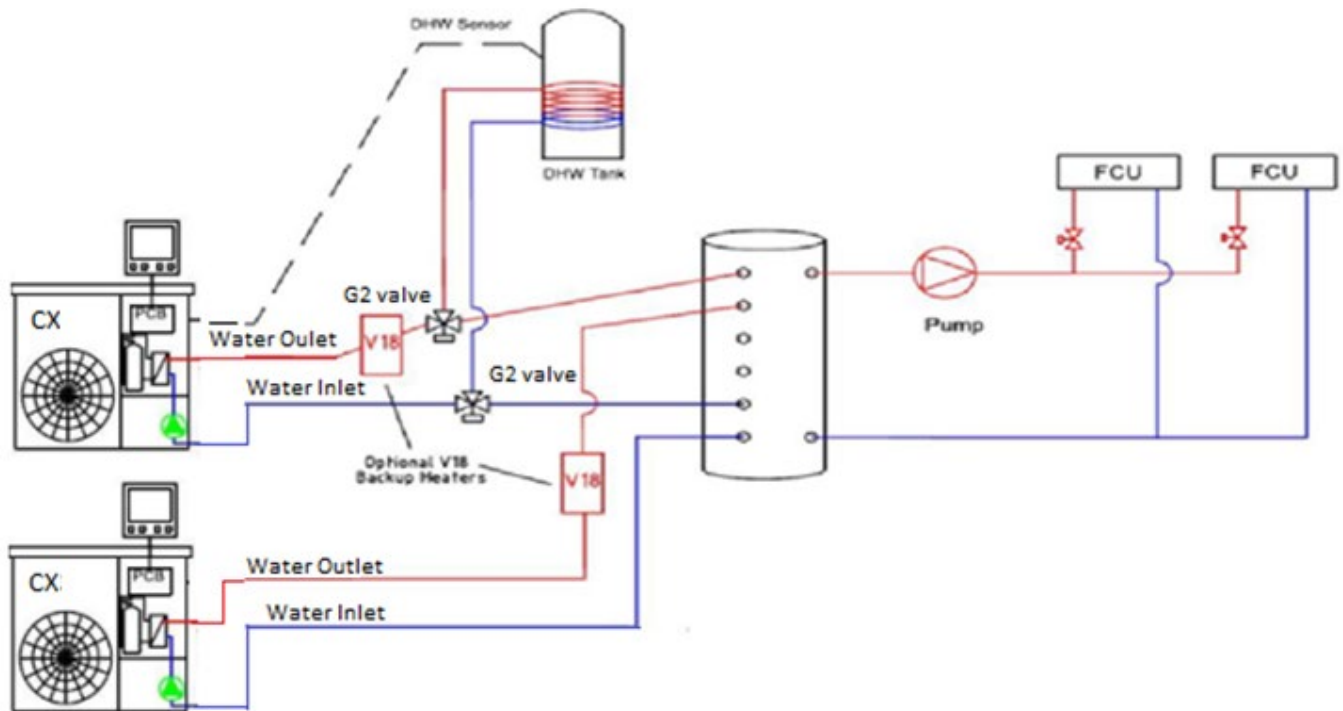 DHW Sensor
DHW Tank
FCU
FCU
G2 valve
CX
PCB
Water Oulet
V18
Pump
G2 valve
Water Inlet
Optional V18
Backup Heaters
V18
CX
PCB
Water Outlet
Water Inlet